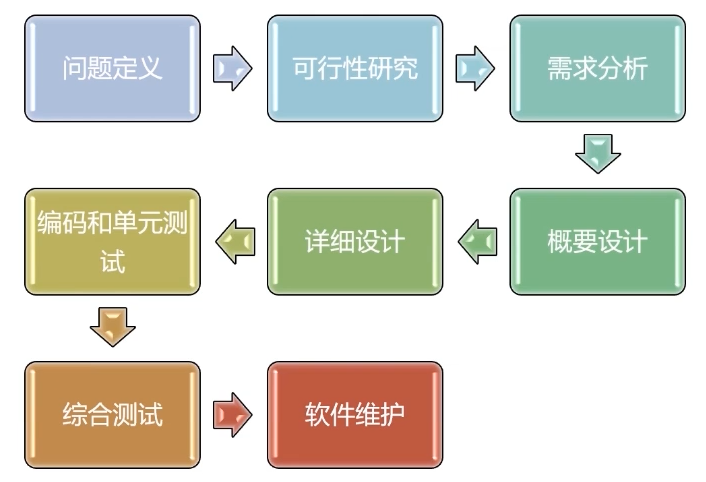 问题定义
可行性研究
需求分析
概要设计
详细设计
编码和单元测
试
综合测试
软件维护